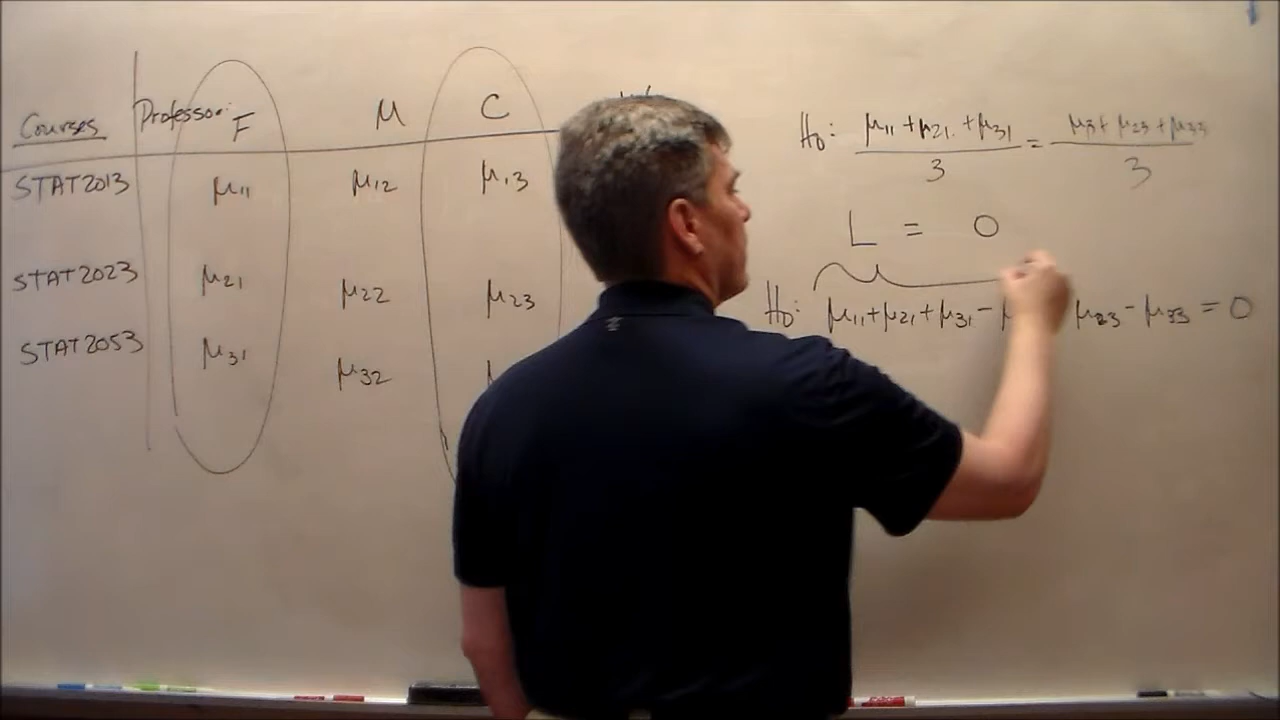 Courses Professor: F M C
STAT2013 μ11 μ12 μ13
STAT2023 μ21 μ22 μ23
STAT2053 μ31 μ32
H0: μ11 + μ21 + μ31 / 3 = μ13 + μ23 + μ33 / 3
L = 0
H0: μ11 + μ21 + μ31 - μ23 - μ33 = 0